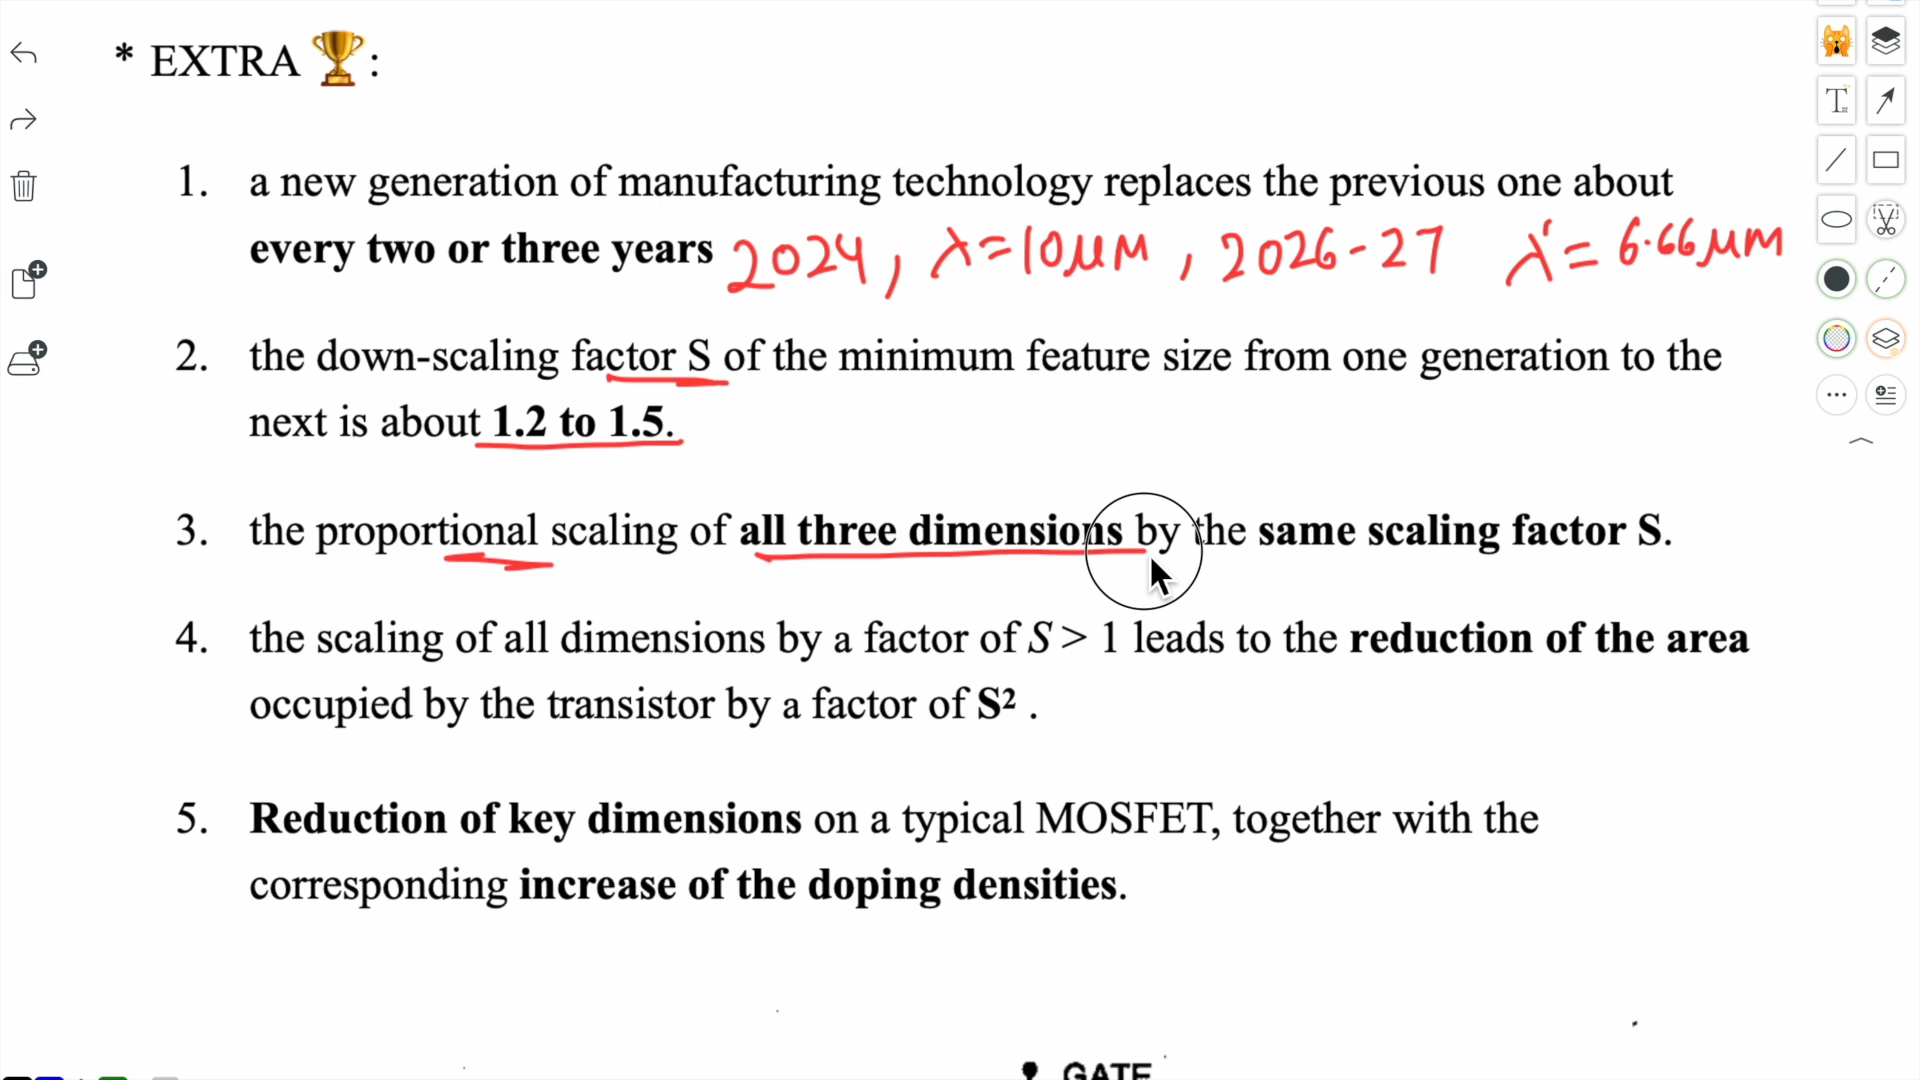 * EXTRA 🏆:
1. a new generation of manufacturing technology replaces the previous one about
every two or three years 2024, λ=10μm, 2026-27 λ'= 6.66μm
2. the down-scaling factor S of the minimum feature size from one generation to the
next is about 1.2 to 1.5.
3. the proportional scaling of all three dimensions by the same scaling factor S.
4. the scaling of all dimensions by a factor of S > 1 leads to the reduction of the area
occupied by the transistor by a factor of S² .
5. Reduction of key dimensions on a typical MOSFET, together with the
corresponding increase of the doping densities.
GATE